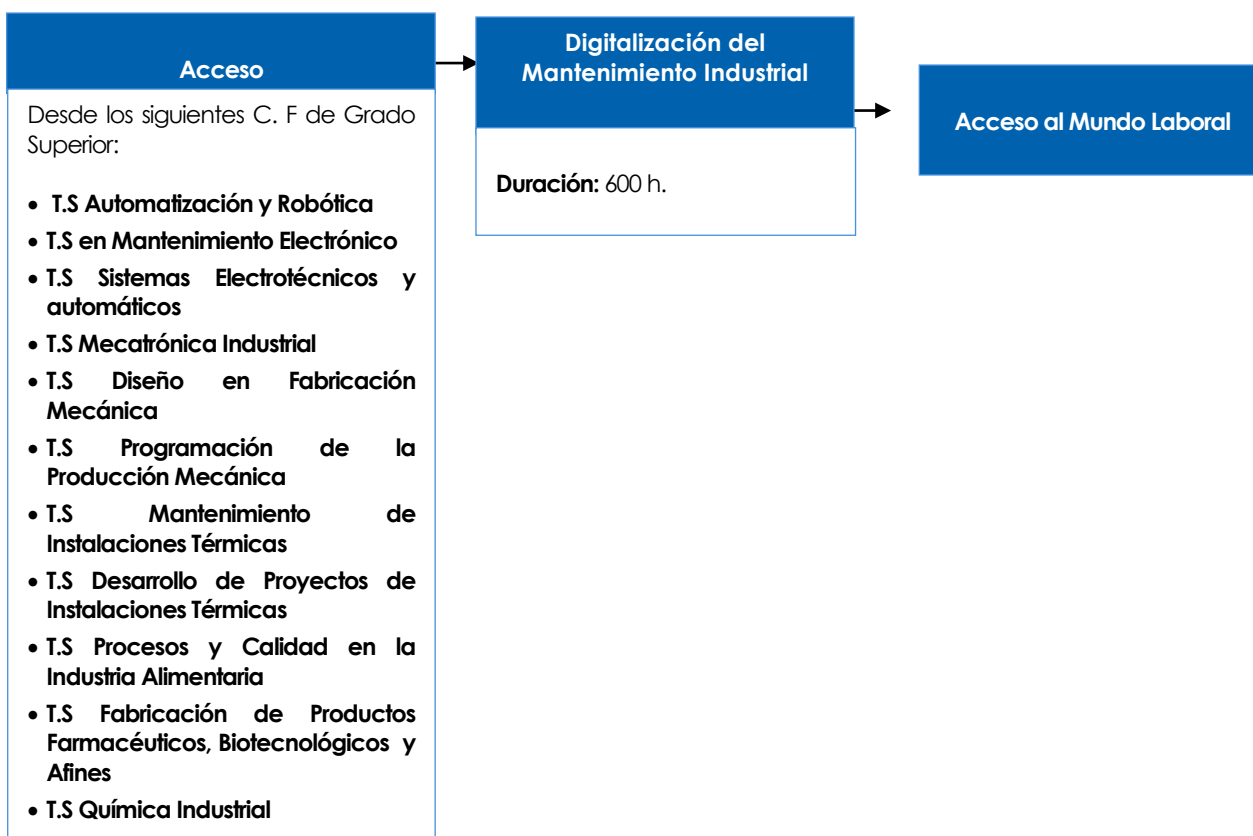 Acceso
Desde los siguientes C. F de Grado
Superior:
• T.S Automatización y Robótica
• T.S en Mantenimiento Electrónico
• T.S Sistemas Electrotécnicos y
automáticos
• T.S Mecatrónica Industrial
• T.S Diseño en Fabricación
Mecánica
• T.S Programación de la
Producción Mecánica
• T.S Mantenimiento de
Instalaciones Térmicas
• T.S Desarrollo de Proyectos de
Instalaciones Térmicas
• T.S Procesos y Calidad en la
Industria Alimentaria
• T.S Fabricación de Productos
Farmacéuticos, Biotecnológicos y
Afines
• T.S Química Industrial
Digitalización del
Mantenimiento Industrial
Duración: 600 h.
Acceso al Mundo Laboral